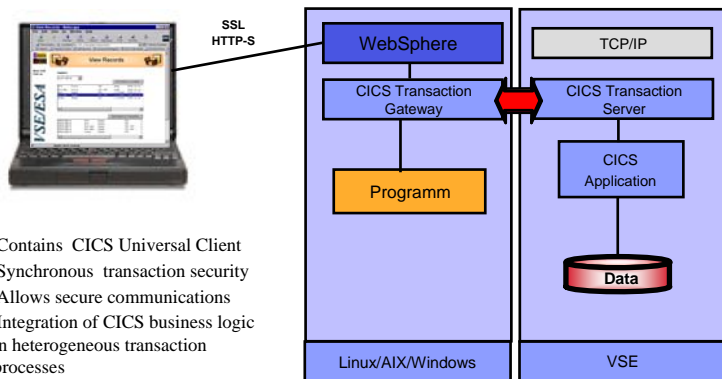 SSL
HTTP-S
View Records
VSE/ESA
WebSphere
CICS Transaction
Gateway
Programm
Linux/AIX/Windows
TCP/IP
CICS Transaction
Server
CICS
Application
Data
VSE
Contains CICS Universal Client
Synchronous transaction security
Allows secure communications
Integration of CICS business logic
n heterogeneous transaction
processes